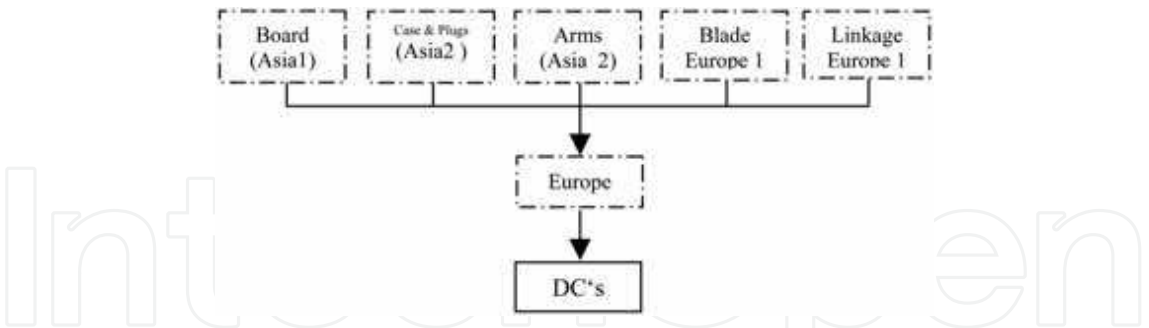 Board
(Asia1)
Case & Plugs
(Asia2 )
Arms
(Asia 2)
Blade
Europe 1
Linkage
Europe 1
Europe
DC's
IntechOpen